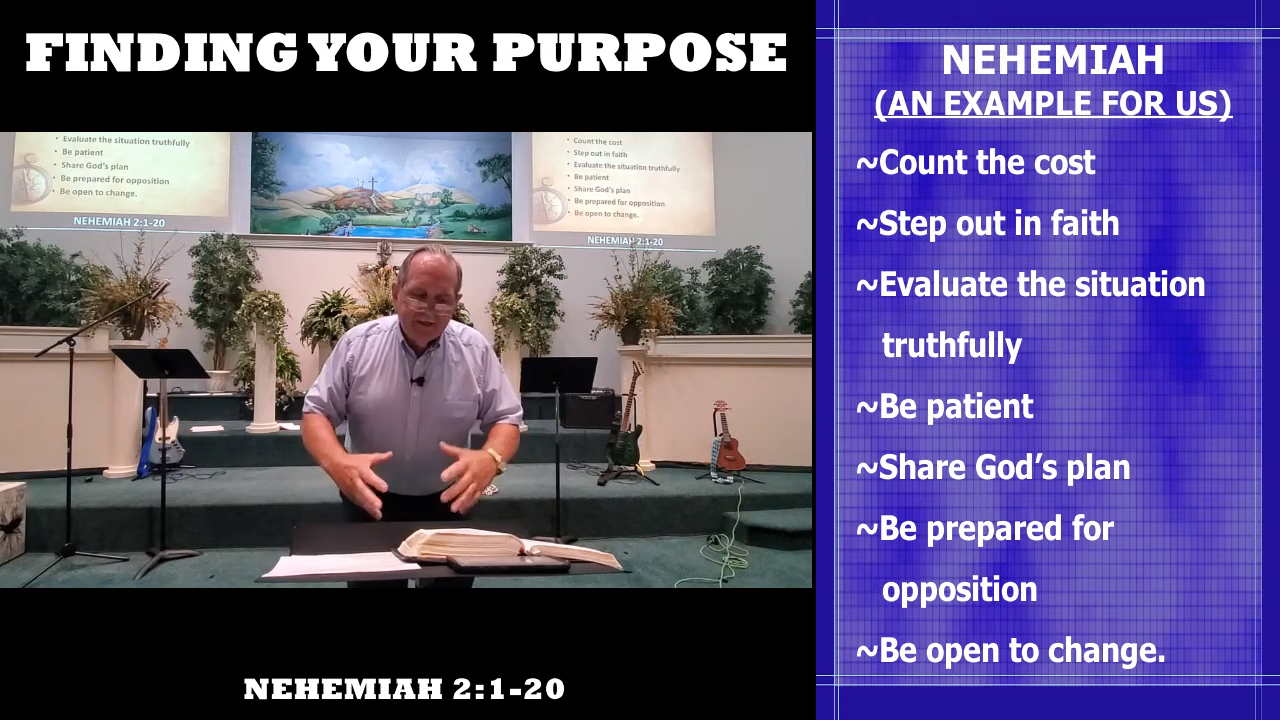 FINDING YOUR PURPOSE
• Evaluate the situation truthfully
• Be patient
• Share God's plan
• Be prepared for opposition
• Be open to change.
NEHEMIAH 2:1-20
• Count the cost
• Step out in faith
• Evaluate the situation truthfully
• Be patient
• Share God's plan
• Be prepared for opposition
• Be open to change.
NEHEMIAH 2:1-20
NEHEMIAH 2:1-20
NEHEMIAH
(AN EXAMPLE FOR US)
~Count the cost
~Step out in faith
~Evaluate the situation
truthfully
~Be patient
~Share God’s plan
~Be prepared for
opposition
~Be open to change.